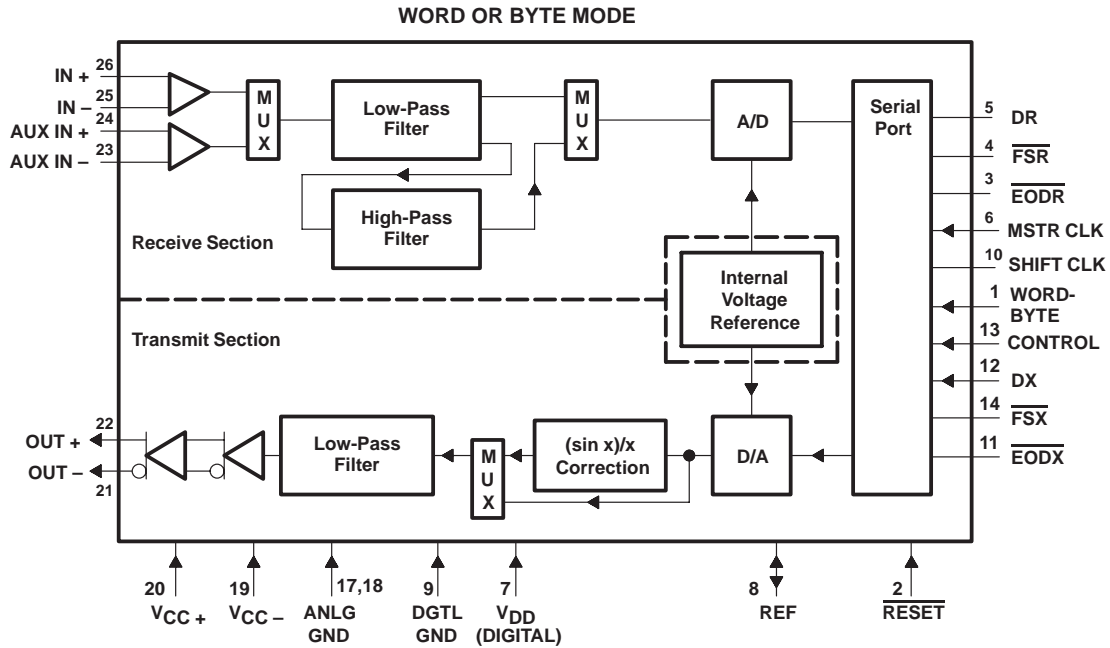 WORD OR BYTE MODE
26
IN +
25
IN –
24
AUX IN +
23
AUX IN –
M
U
X
Low-Pass
Filter
High-Pass
Filter
M
U
X
A/D
Serial
Port
5
DR
4
FSR
3
EODR
6
MSTR CLK
10
SHIFT CLK
1
WORD-
BYTE
13
CONTROL
12
DX
14
FSX
11
EODX
Receive Section
Internal
Voltage
Reference
Transmit Section
22
OUT +
OUT –
21
Low-Pass
Filter
M
U
X
(sin x)/x
Correction
D/A
20
VCC +
19
VCC –
17,18
ANLG
GND
9
DGTL
GND
7
VDD
(DIGITAL)
8
REF
2
RESET